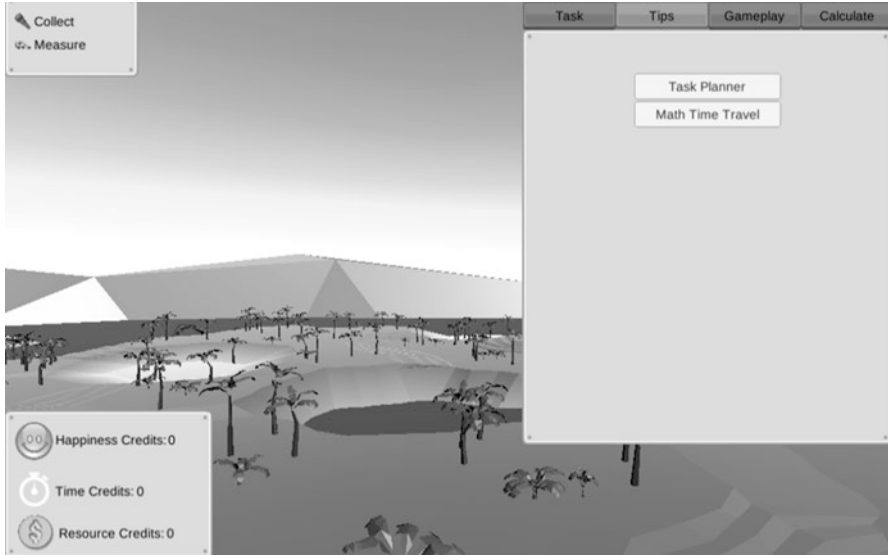 Collect
Measure
Task Tips Gameplay Calculate
Task Planner
Math Time Travel
Happiness Credits: 0
Time Credits: 0
Resource Credits: 0